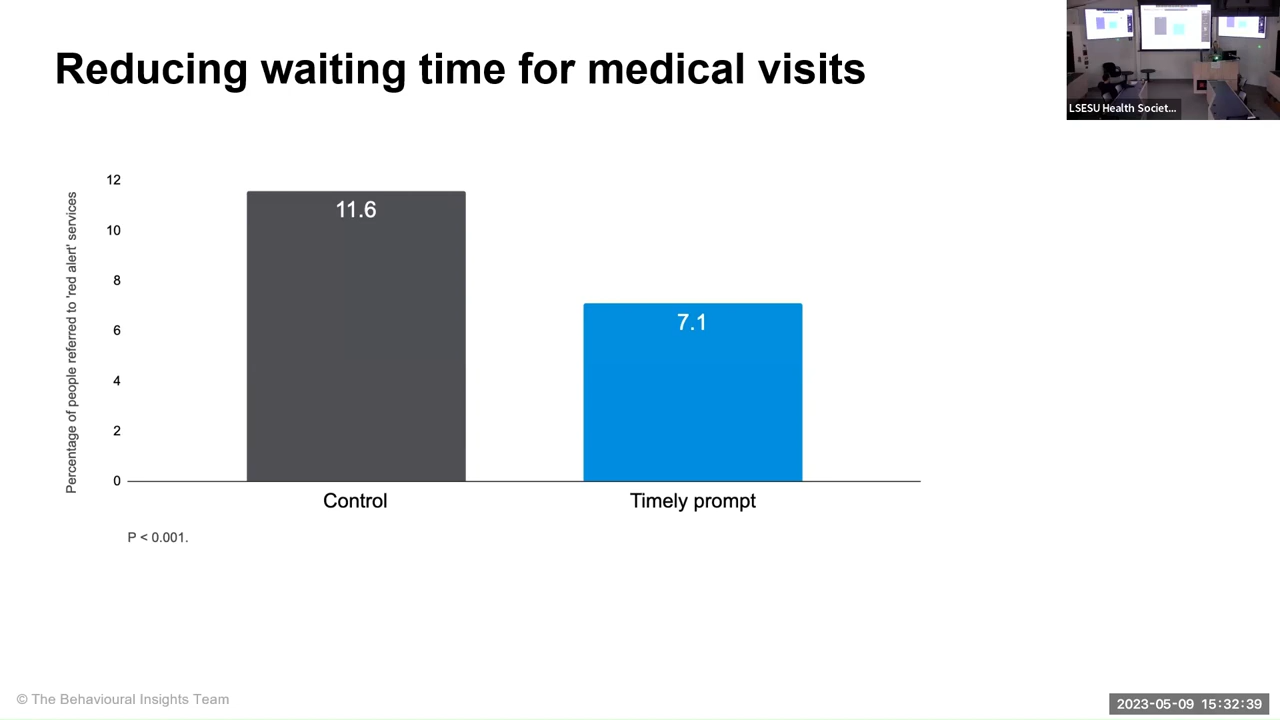 Reducing waiting time for medical visits
LSESU Health Societ...
Percentage of people referred to 'red alert' services
12
10
8
6
4
2
0
11.6
7.1
Control
Timely prompt
P < 0.001.
© The Behavioural Insights Team
2023-05-09 15:32:39